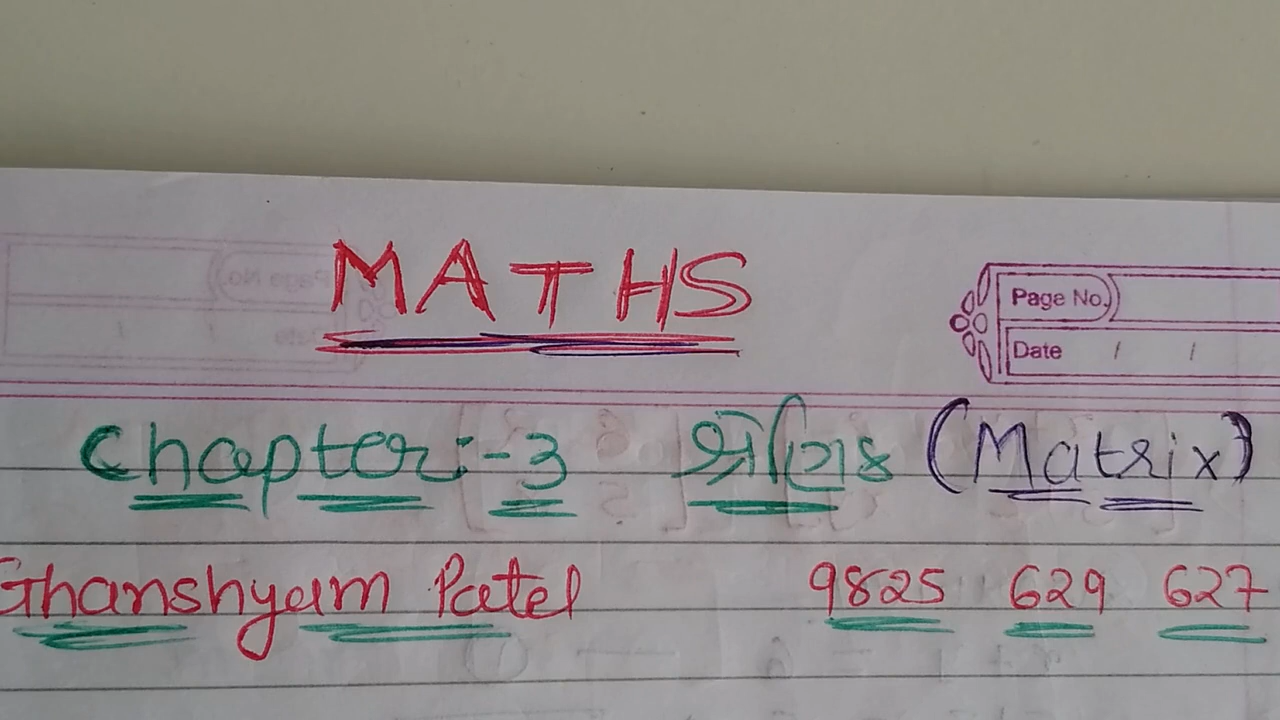 MATHS
Page No.
Date / /
Chapter:-3 શ્રેણિક (Matrix)
Ghanshyam Patel 9825 629 627